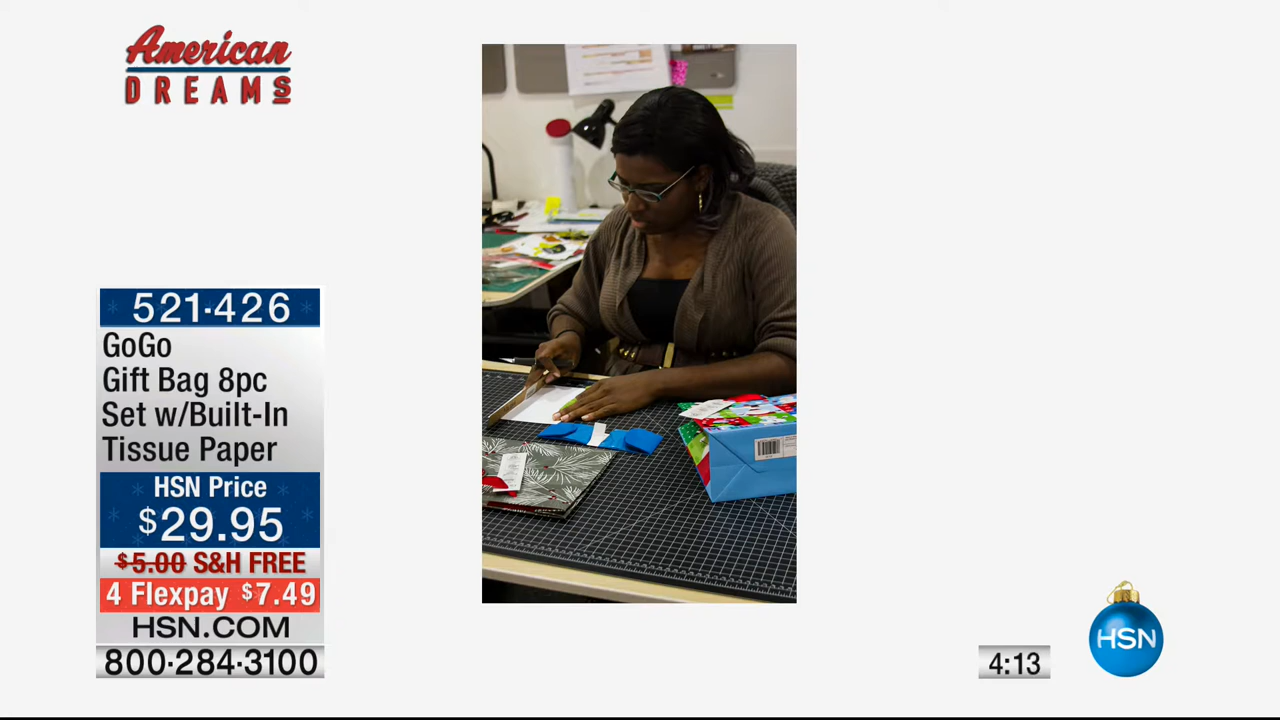 American
DREAMS
521·426
GoGo
Gift Bag 8pc
Set w/Built-In
Tissue Paper
HSN Price
$29.95
$5.00 S&H FREE
4 Flexpay $7.49
HSN.COM
800·284·3100
4:13
HSN